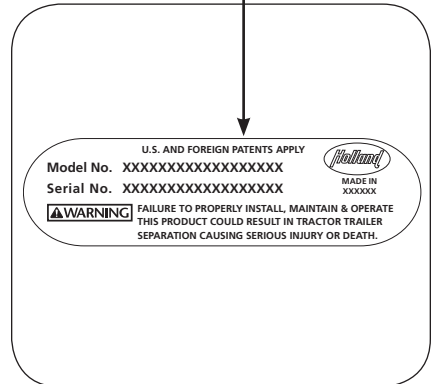 U.S. AND FOREIGN PATENTS APPLY
Holland
Model No. XXXXXXXXXXXXXXXXXX
Serial No. XXXXXXXXXXXXXXXXXX
MADE IN
XXXXXX
WARNING FAILURE TO PROPERLY INSTALL, MAINTAIN & OPERATE
THIS PRODUCT COULD RESULT IN TRACTOR TRAILER
SEPARATION CAUSING SERIOUS INJURY OR DEATH.